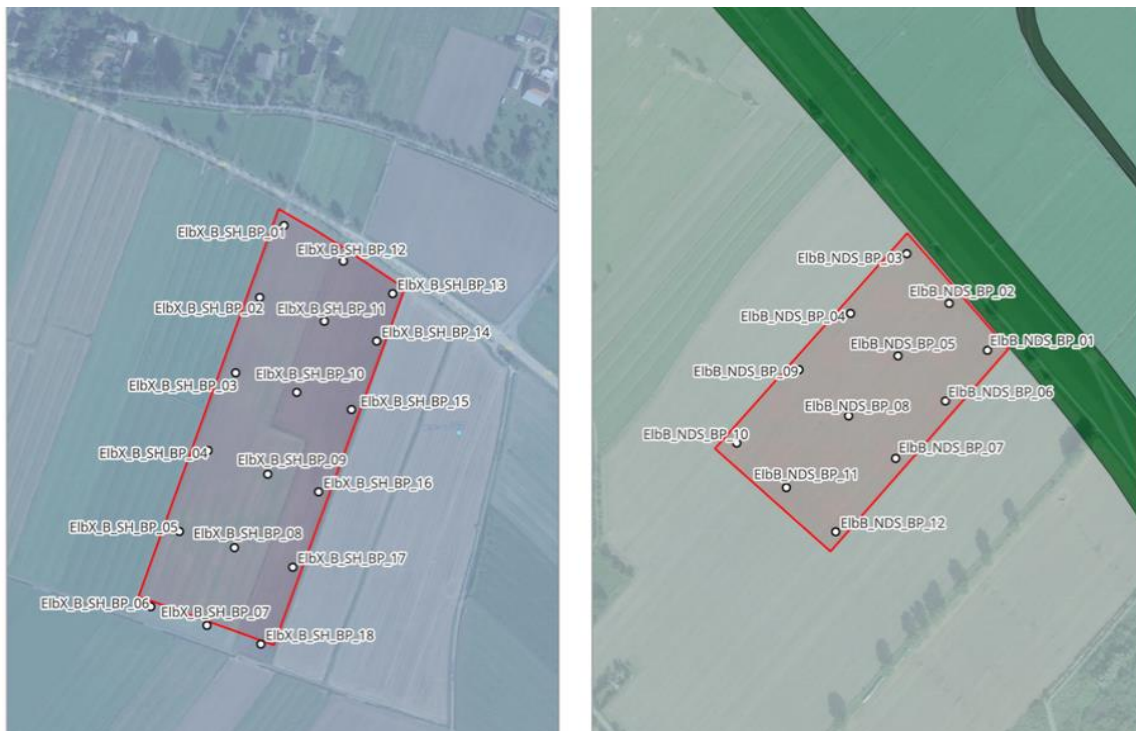 ElbX_B_SH_BP_01
ElbX_B_SH_BP_12
ElbX_B_SH_BP_02
ElbX_B_SH_BP_13
ElbX_B_SH_BP_11
ElbX_B_SH_BP_14
ElbX_B_SH_BP_03
ElbX_B_SH_BP_10
ElbX_B_SH_BP_15
ElbX_B_SH_BP_04
ElbX_B_SH_BP_09
ElbX_B_SH_BP_16
ElbX_B_SH_BP_05
ElbX_B_SH_BP_08
ElbX_B_SH_BP_17
ElbX_B_SH_BP_06
ElbX_B_SH_BP_07
ElbX_B_SH_BP_18
ElbB_NDS_BP_03
ElbB_NDS_BP_02
ElbB_NDS_BP_04
ElbB_NDS_BP_01
ElbB_NDS_BP_05
ElbB_NDS_BP_09
ElbB_NDS_BP_06
ElbB_NDS_BP_08
ElbB_NDS_BP_10
ElbB_NDS_BP_07
ElbB_NDS_BP_11
ElbB_NDS_BP_12